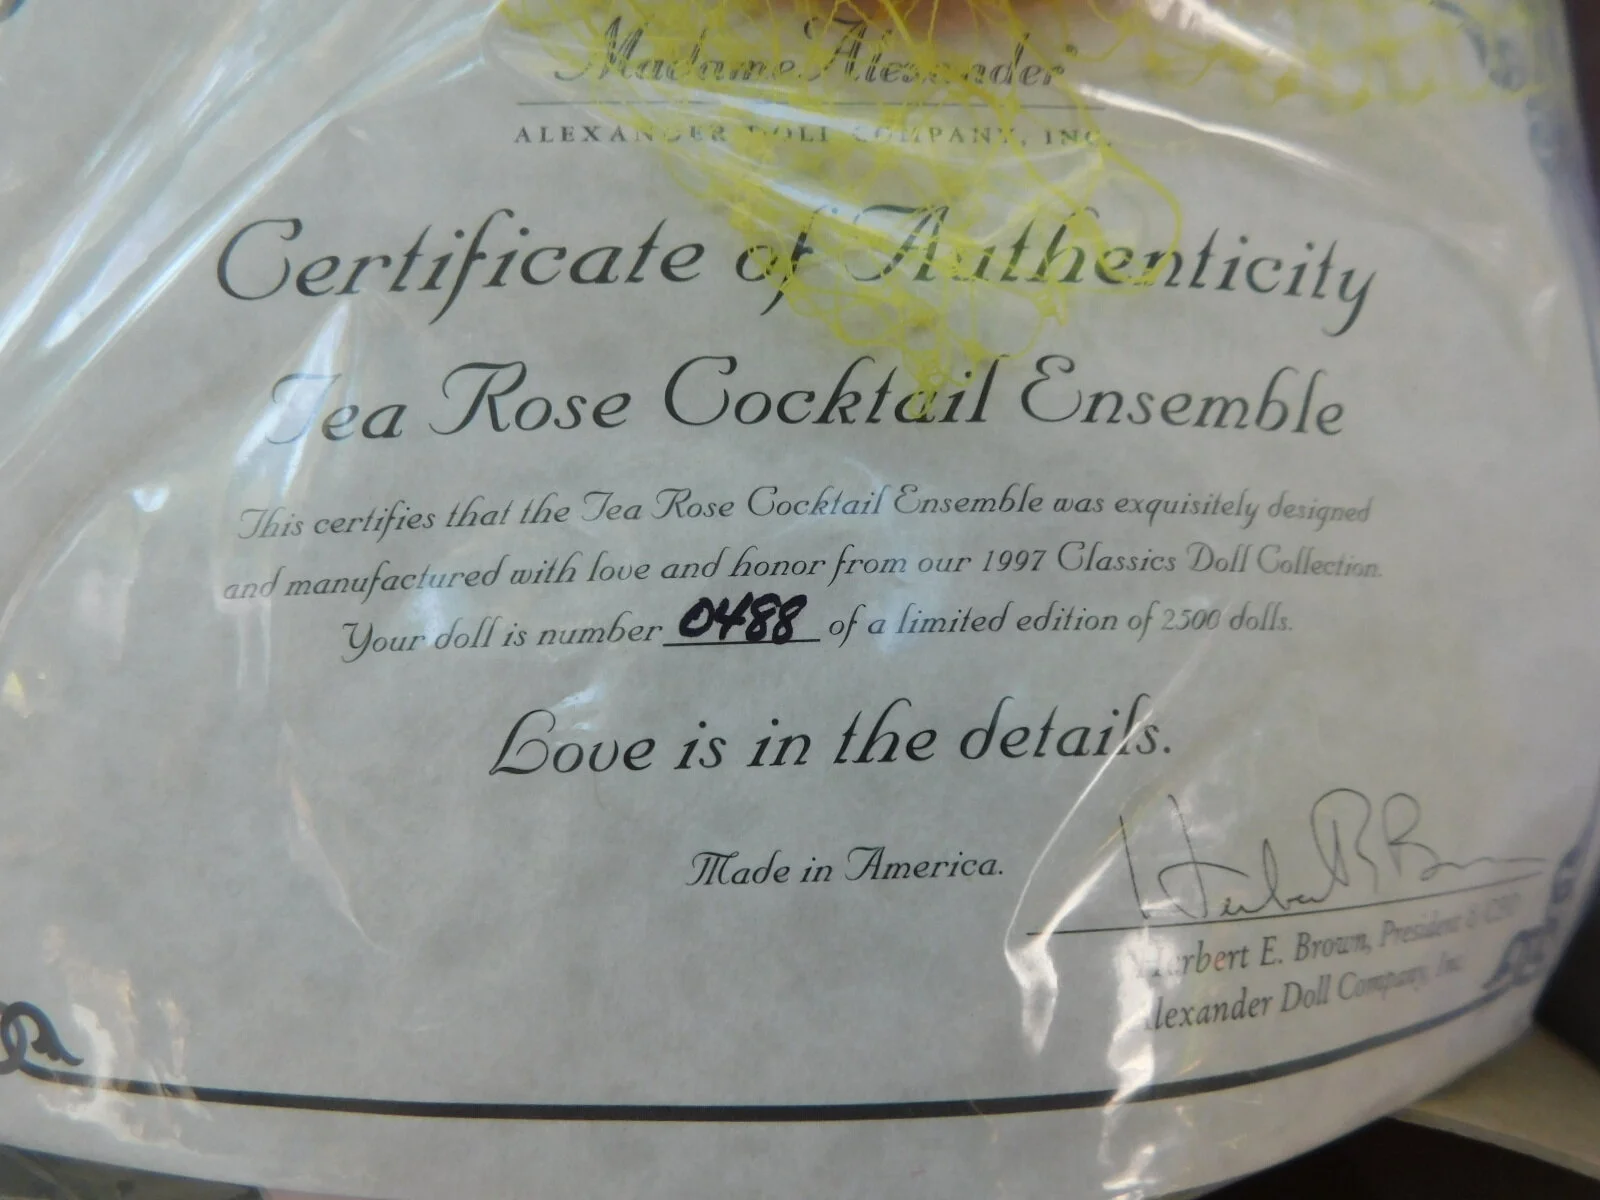 Madame Alexander®
ALEXANDER DOLL COMPANY, INC.
Certificate of Authenticity
Tea Rose Cocktail Ensemble
This certifies that the Tea Rose Cocktail Ensemble was exquisitely designed
and manufactured with love and honor from our 1997 Classics Doll Collection.
Your doll is number 0488 of a limited edition of 2500 dolls.
Love is in the details.
Made in America.
Herbert E. Brown
Herbert E. Brown, President & CEO
Alexander Doll Company, Inc.